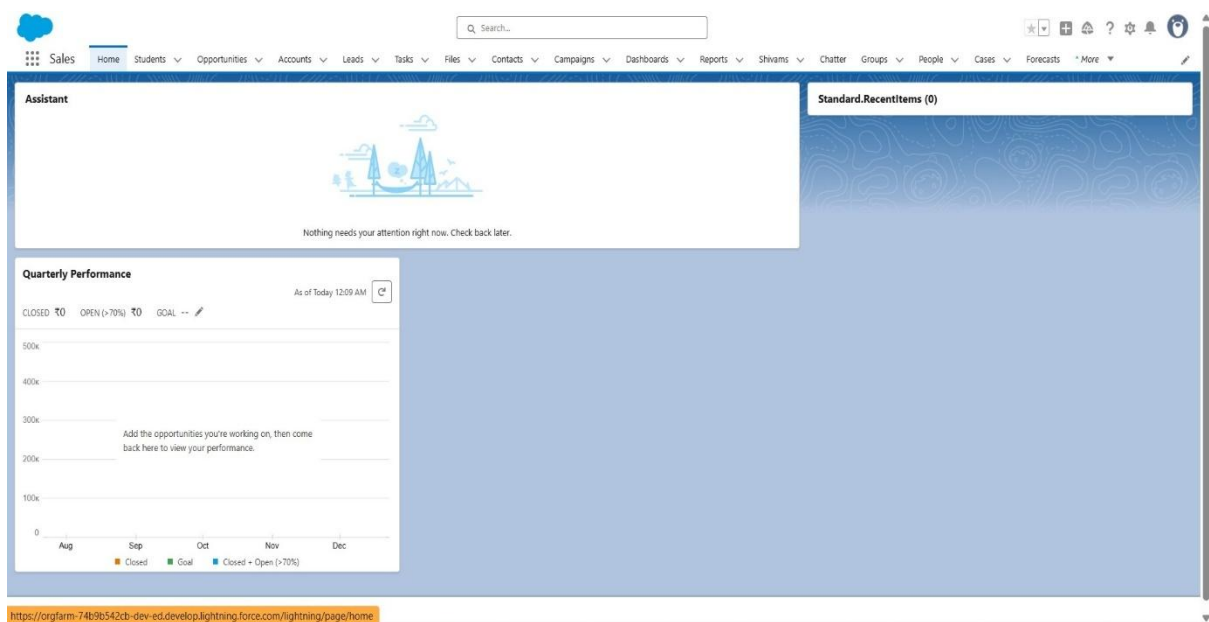 Search...
Sales Home Students Opportunities Accounts Leads Tasks Files Contacts Campaigns Dashboards Reports Shivams Chatter Groups People Cases Forecasts * More
Assistant
Nothing needs your attention right now. Check back later.
Standard.RecentItems (0)
Quarterly Performance
As of Today 12:09 AM
CLOSED ₹0 OPEN (>70%) ₹0 GOAL --
500K
400K
300K
Add the opportunities you're working on, then come
back here to view your performance.
200K
100K
0
Aug Sep Oct Nov Dec
Closed Goal Closed + Open (>70%)
https://orgfarm-74b9b542cb-dev-ed.develop.lightning.force.com/lightning/page/home